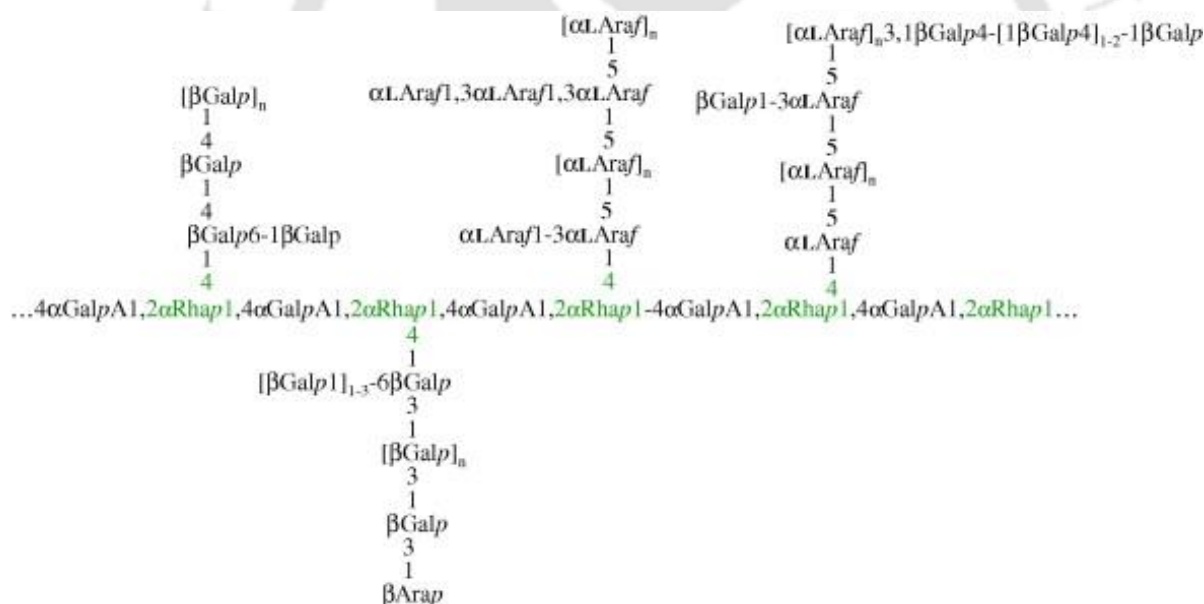 [αLAraf]n [αLAraf]n3,1βGalp4-[1βGalp4]1-2-1βGalp
1 1
5 5
[βGalp]n αLAraf1,3αLAraf1,3αLAraf βGalp1-3αLAraf
1 1 1
4 5 5
βGalp [αLAraf]n [αLAraf]n
1 1 1
4 5 5
βGalp6-1βGalp αLAraf1-3αLAraf αLAraf
1 1 1
4 4 4
...4αGalpA1,2αRhap1,4αGalpA1,2αRhap1,4αGalpA1,2αRhap1-4αGalpA1,2αRhap1,4αGalpA1,2αRhap1...
4
1
[βGalp1]1-3-6βGalp
3
1
[βGalp]n
3
1
βGalp
3
1
βArap